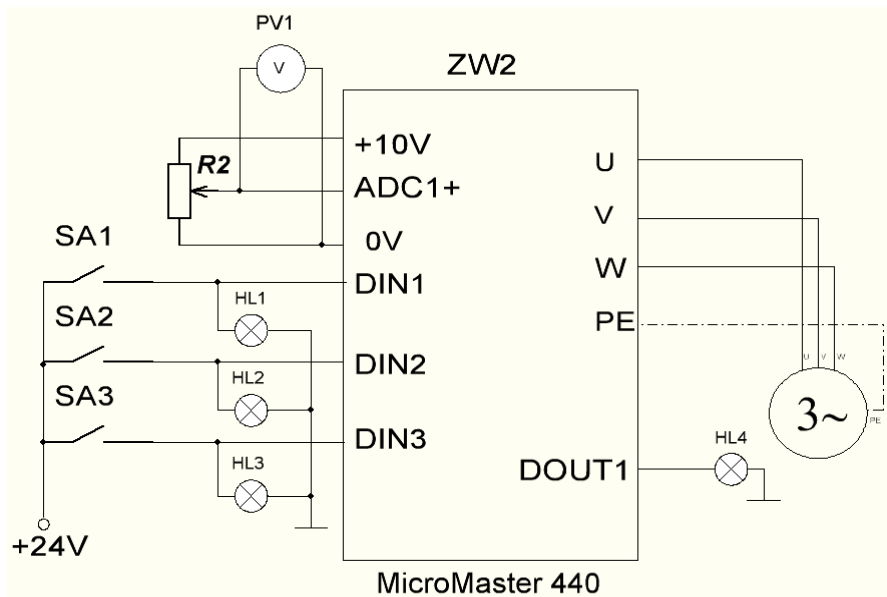 PV1
V
ZW2
+10V
R2
ADC1+
0V
SA1
DIN1
HL1
SA2
DIN2
HL2
SA3
DIN3
HL3
+24V
U
V
W
PE
U V W
3~
PE
HL4
DOUT1
MicroMaster 440